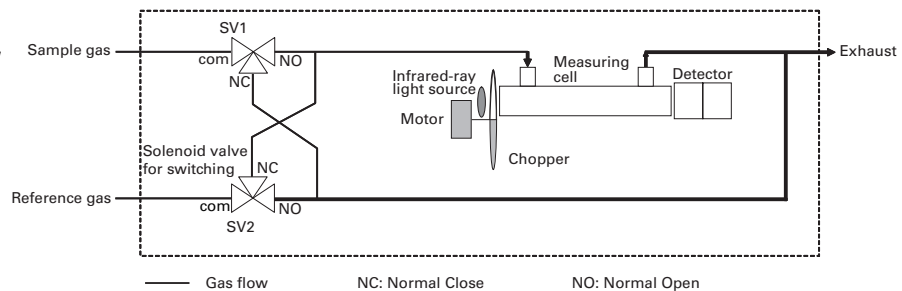 SV1
Sample gas
com
NO
NC
Exhaust
Measuring
cell
Infrared-ray
light source
Detector
Motor
Chopper
Solenoid valve
for switching
NC
Reference gas
com
NO
SV2
Gas flow
NC: Normal Close
NO: Normal Open